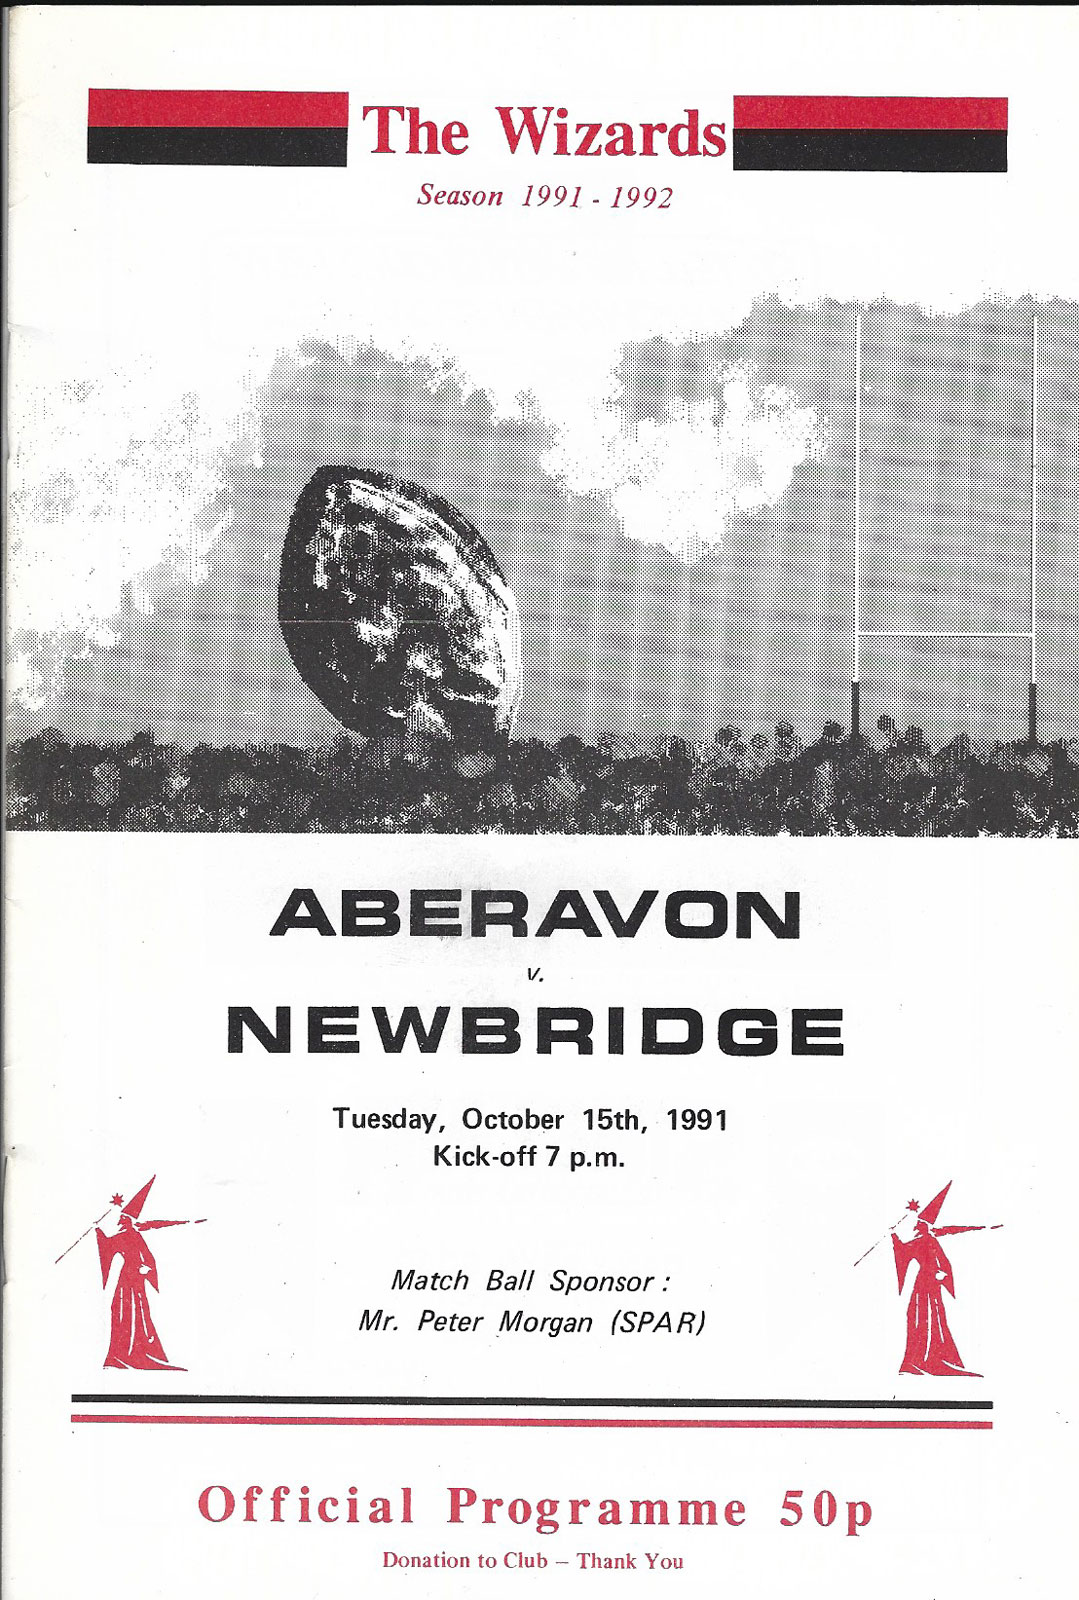 The Wizards
Season 1991 - 1992
ABERAVON
v.
NEWBRIDGE
Tuesday, October 15th, 1991
Kick-off 7 p.m.
Match Ball Sponsor :
Mr. Peter Morgan (SPAR)
Official Programme 50p
Donation to Club – Thank You